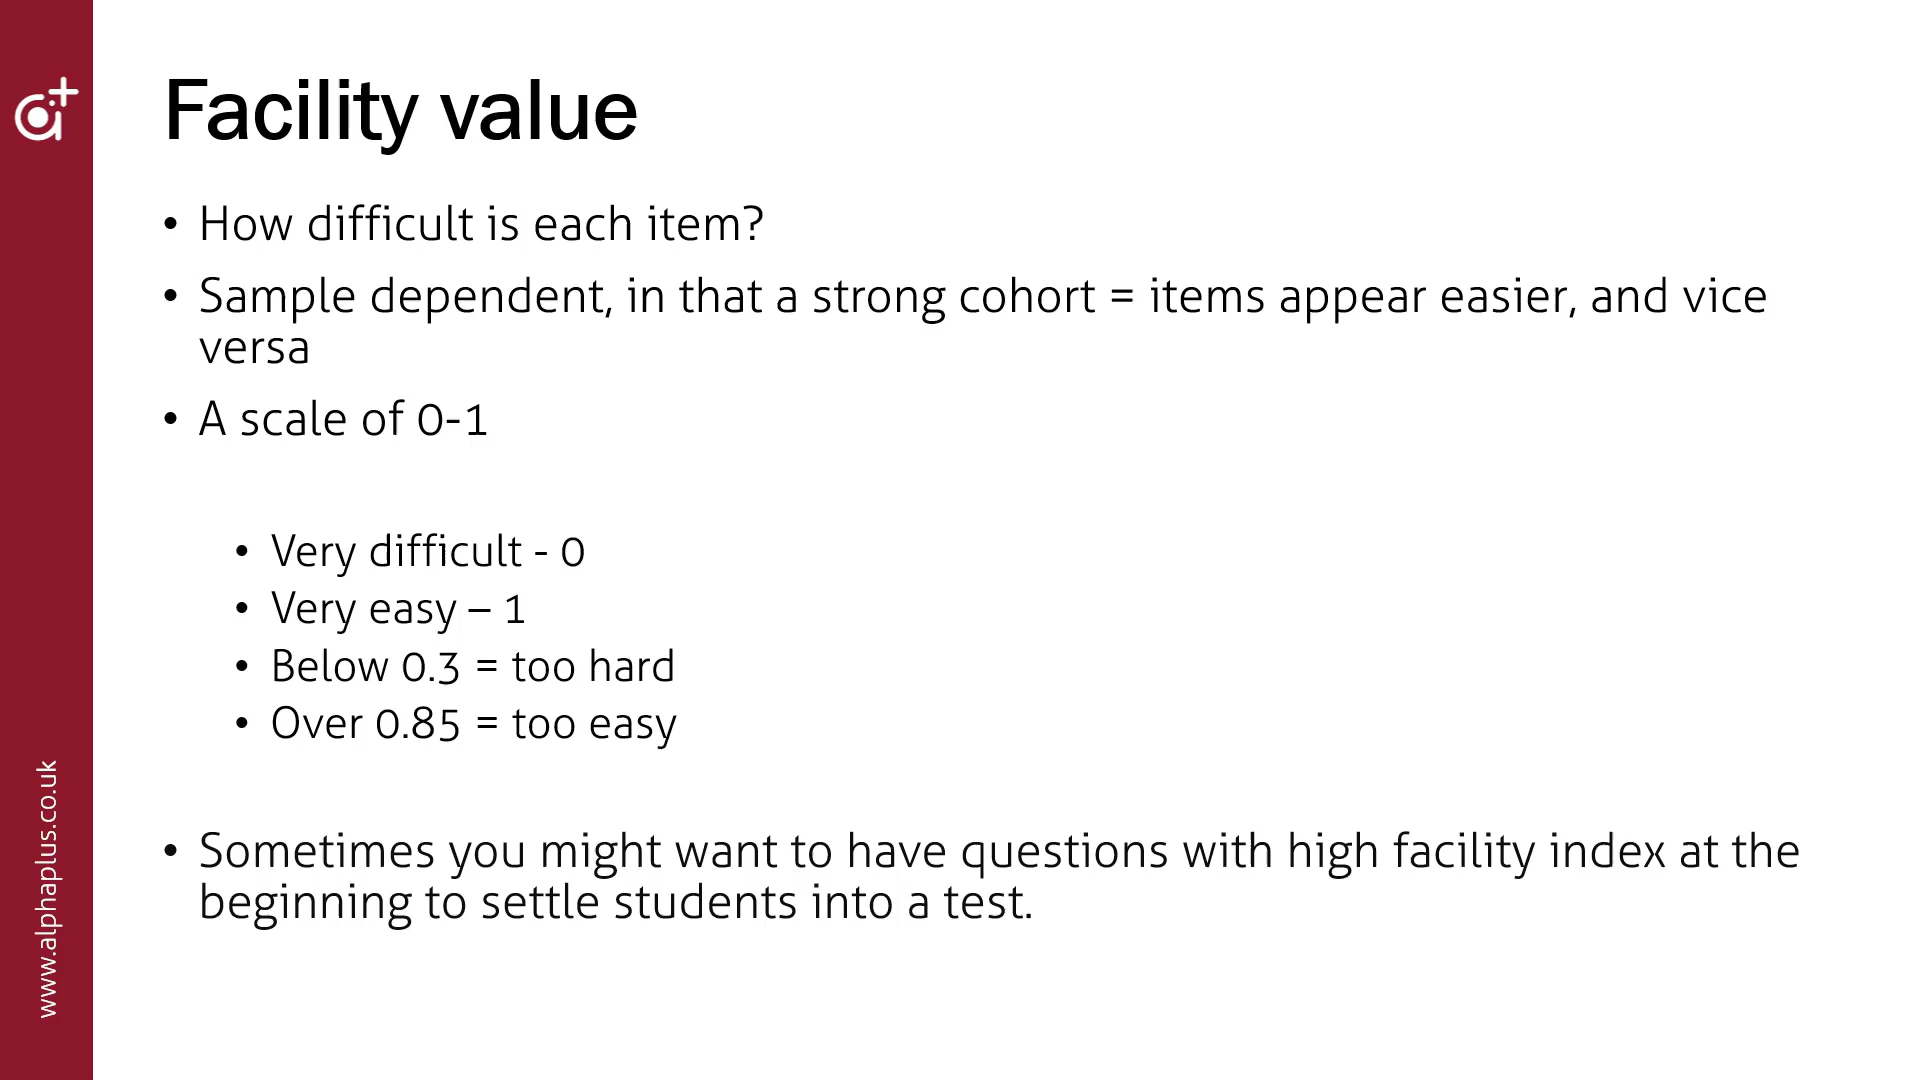 Facility value
• How difficult is each item?
• Sample dependent, in that a strong cohort = items appear easier, and vice
versa
• A scale of 0-1
• Very difficult - 0
• Very easy – 1
• Below 0.3 = too hard
• Over 0.85 = too easy
• Sometimes you might want to have questions with high facility index at the
beginning to settle students into a test.
www.alphaplus.co.uk